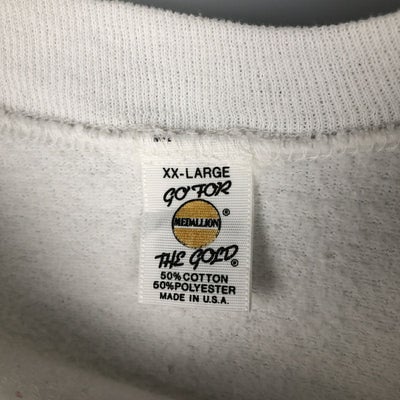 XX-LARGE
GO FOR
MEDALLION ®
THE GOLD ®
50% COTTON
50% POLYESTER
MADE IN U.S.A.